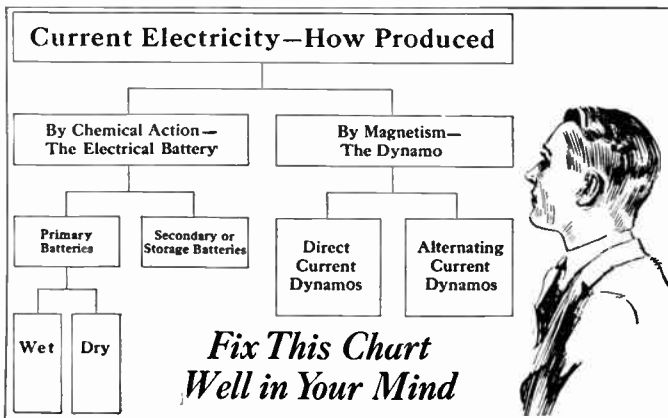 Current Electricity—How Produced
By Chemical Action—
The Electrical Battery
By Magnetism—
The Dynamo
Primary
Batteries
Secondary or
Storage Batteries
Direct
Current
Dynamos
Alternating
Current
Dynamos
Wet
Dry
Fix This Chart
Well in Your Mind